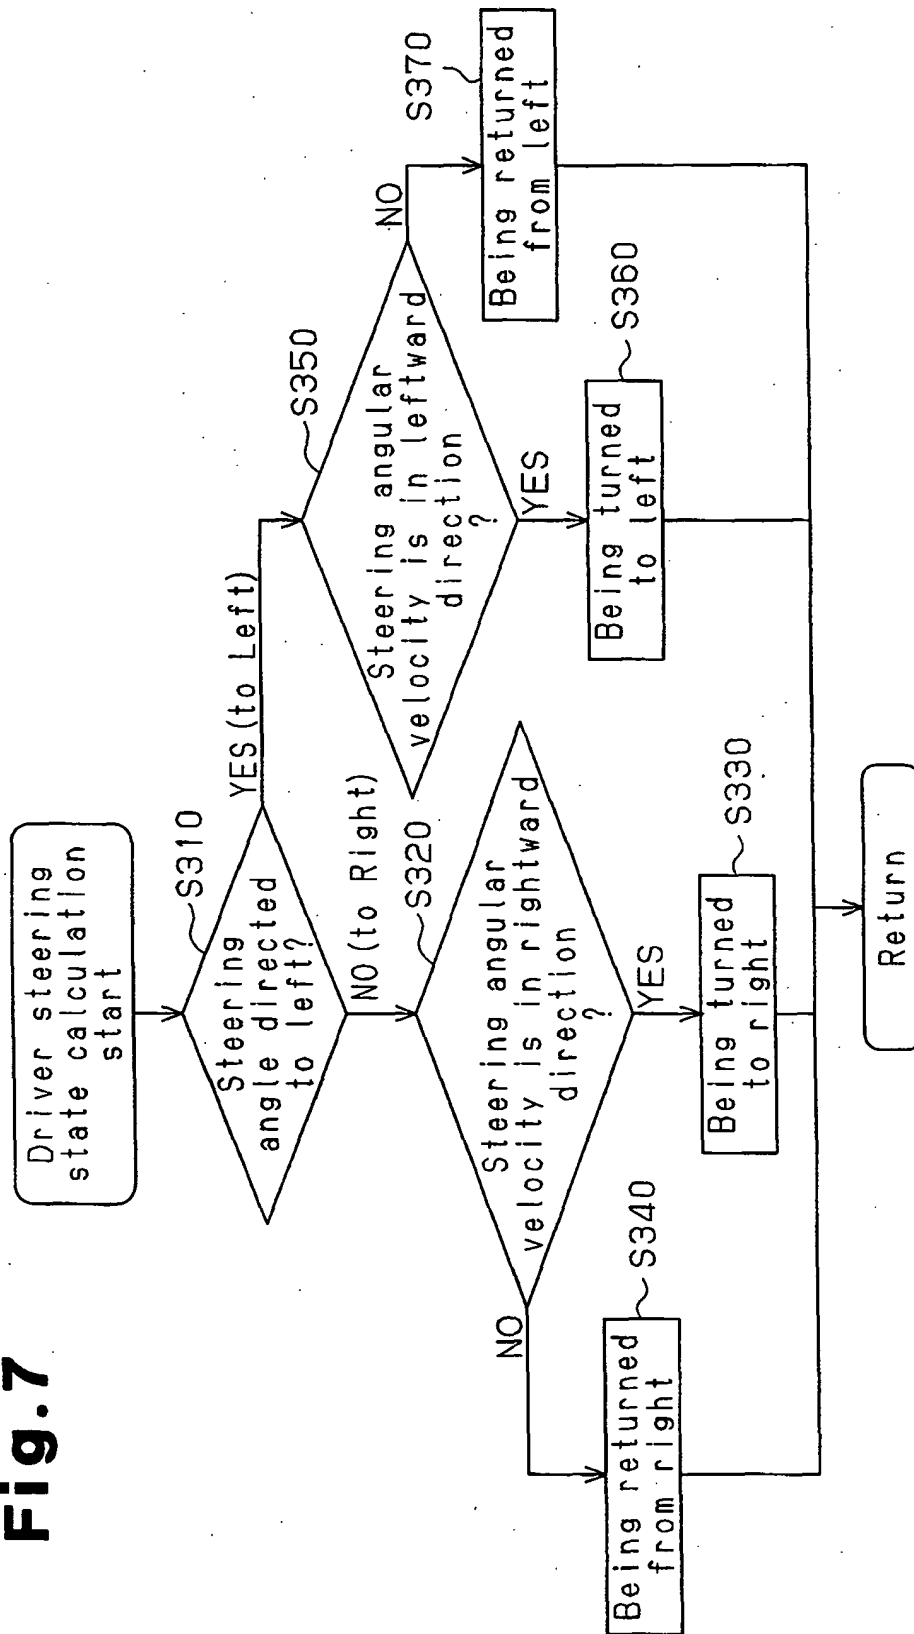 Fig.7
Driver steering
state calculation
start
S310
Steering
angle directed
to left?
YES(to Left)
NO(to Right)
S320
Steering angular
velocity is in rightward
direction
?
NO
YES
S350
Steering angular
velocity is in leftward
direction
?
NO
YES
S340
Being returned
from right
S330
Being turned
to right
S360
Being turned
to left
S370
Being returned
from left
Return